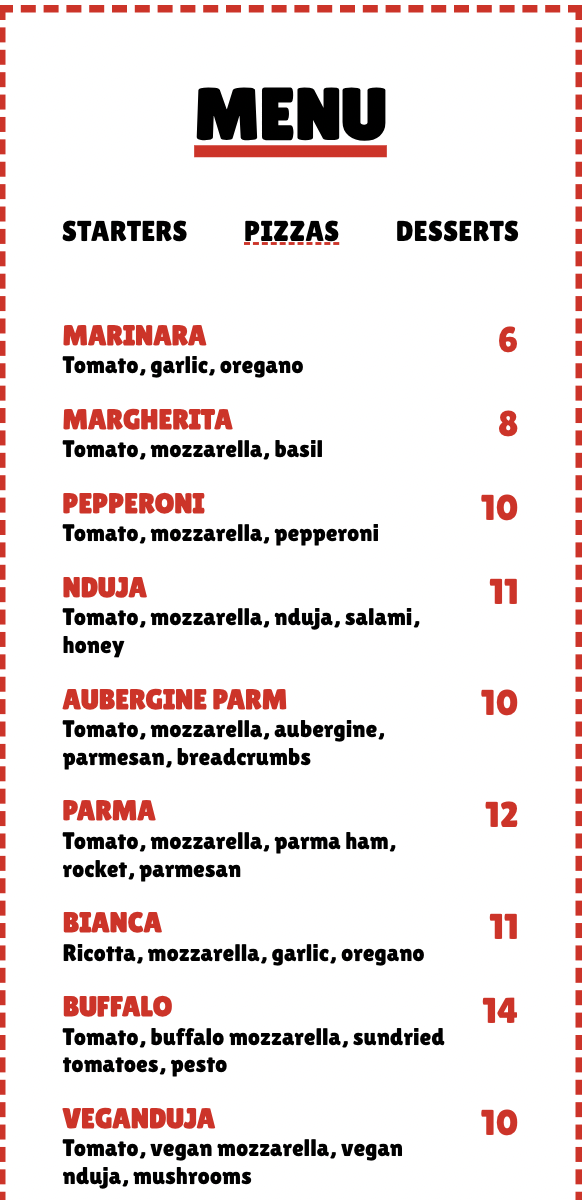 MENU
STARTERS PIZZAS DESSERTS
MARINARA 6
Tomato, garlic, oregano
MARGHERITA 8
Tomato, mozzarella, basil
PEPPERONI 10
Tomato, mozzarella, pepperoni
NDUJA 11
Tomato, mozzarella, nduja, salami,
honey
AUBERGINE PARM 10
Tomato, mozzarella, aubergine,
parmesan, breadcrumbs
PARMA 12
Tomato, mozzarella, parma ham,
rocket, parmesan
BIANCA 11
Ricotta, mozzarella, garlic, oregano
BUFFALO 14
Tomato, buffalo mozzarella, sundried
tomatoes, pesto
VEGANDUJA 10
Tomato, vegan mozzarella, vegan
nduja, mushrooms